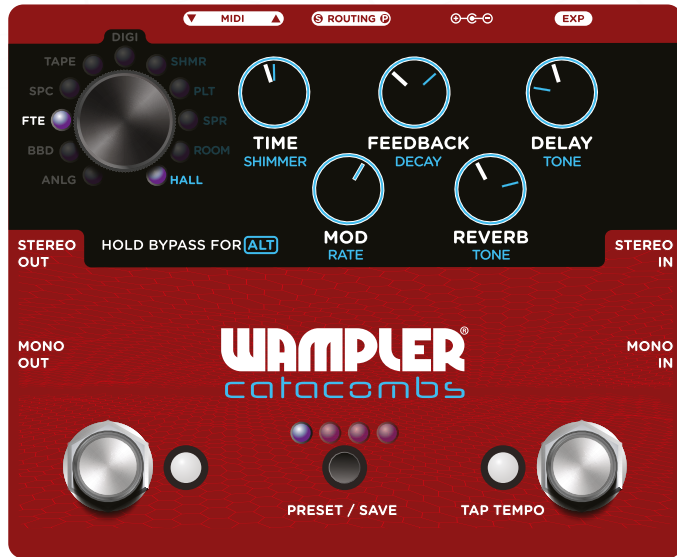 MIDI
S ROUTING P
EXP
DIGI
TAPE
SHMR
SPC
PLT
FTE
SPR
BBD
ROOM
ANLG
HALL
TIME
SHIMMER
FEEDBACK
DECAY
DELAY
TONE
MOD
RATE
REVERB
TONE
HOLD BYPASS FOR ALT
STEREO
OUT
STEREO
IN
MONO
OUT
MONO
IN
WAMPLER®
catacombs
PRESET / SAVE
TAP TEMPO